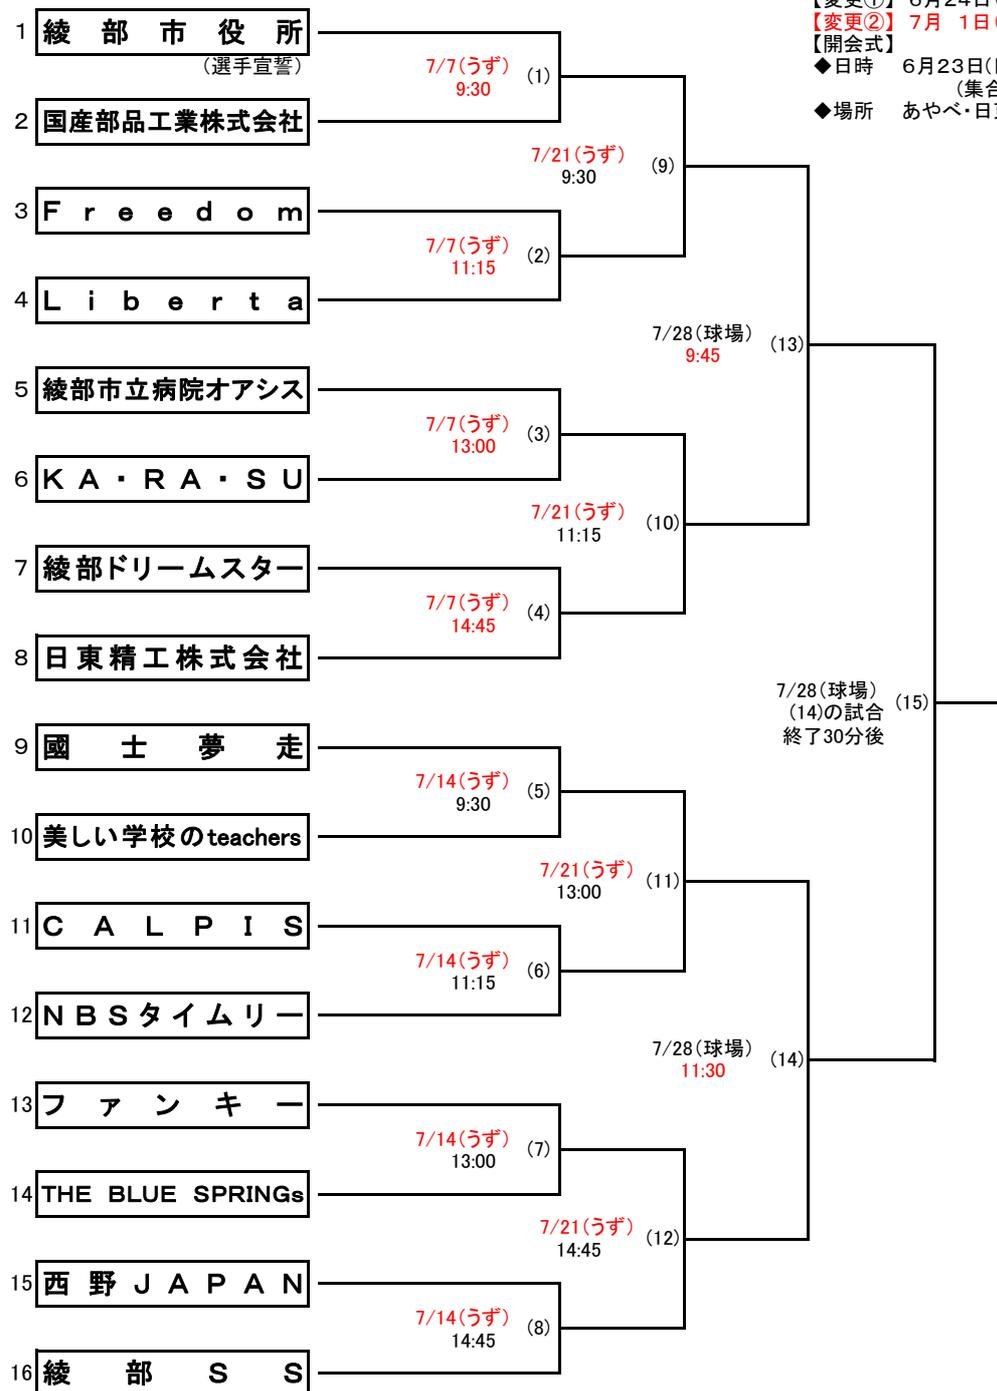 【変更①】 6月24日
【変更②】 7月 1日(
【開会式】
◆日時 6月23日(
(集合
◆場所 あやべ・日東
1 綾部市役所
(選手宣誓)
7/7(うず)
9:30
(1)
2 国産部品工業株式会社
7/21(うず)
9:30
(9)
3 Freedom
7/7(うず)
11:15
(2)
4 Liberta
7/28(球場)
9:45
(13)
5 綾部市立病院オアシス
7/7(うず)
13:00
(3)
6 KA・RA・SU
7/21(うず)
11:15
(10)
7 綾部ドリームスター
7/7(うず)
14:45
(4)
8 日東精工株式会社
7/28(球場)
(14)の試合
終了30分後
(15)
9 國士夢走
7/14(うず)
9:30
(5)
10 美しい学校のteachers
7/21(うず)
13:00
(11)
11 CALPIS
7/14(うず)
11:15
(6)
12 NBSタイムリー
7/28(球場)
11:30
(14)
13 ファンキー
7/14(うず)
13:00
(7)
14 THE BLUE SPRINGs
7/21(うず)
14:45
(12)
15 西野JAPAN
7/14(うず)
14:45
(8)
16 綾部SS